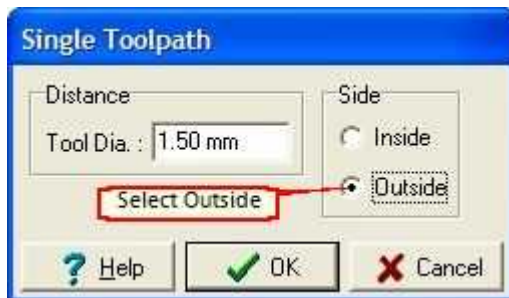 Single Toolpath
Distance
Side
Tool Dia. : 1.50 mm
Inside
Select Outside
Outside
? Help
OK
Cancel